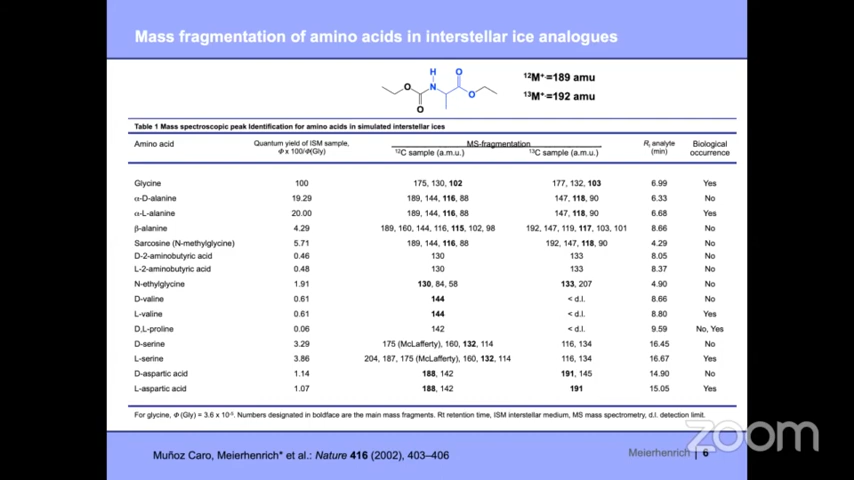 Mass fragmentation of amino acids in interstellar ice analogues
H O
O N
O
O
¹²M⁺·=189 amu
¹³M⁺·=192 amu
Table 1 Mass spectroscopic peak Identification for amino acids in simulated interstellar ices
Amino acid Quantum yield of ISM sample, MS-fragmentation Rt analyte Biological
Φ x 100/Φ(Gly) ¹²C sample (a.m.u.) ¹³C sample (a.m.u.) (min) occurrence
Glycine 100 175, 130, 102 177, 132, 103 6.99 Yes
α-D-alanine 19.29 189, 144, 116, 88 147, 118, 90 6.33 No
α-L-alanine 20.00 189, 144, 116, 88 147, 118, 90 6.68 Yes
β-alanine 4.29 189, 160, 144, 116, 115, 102, 98 192, 147, 119, 117, 103, 101 8.66 No
Sarcosine (N-methylglycine) 5.71 189, 144, 116, 88 192, 147, 118, 90 4.29 No
D-2-aminobutyric acid 0.46 130 133 8.05 No
L-2-aminobutyric acid 0.48 130 133 8.37 No
N-ethylglycine 1.91 130, 84, 58 133, 207 4.90 No
D-valine 0.61 144 < d.l. 8.66 No
L-valine 0.61 144 < d.l. 8.80 Yes
D,L-proline 0.06 142 < d.l. 9.59 No, Yes
D-serine 3.29 175 (McLafferty), 160, 132, 114 116, 134 16.45 No
L-serine 3.86 204, 187, 175 (McLafferty), 160, 132, 114 116, 134 16.67 Yes
D-aspartic acid 1.14 188, 142 191, 145 14.90 No
L-aspartic acid 1.07 188, 142 191 15.05 Yes
For glycine, Φ (Gly) = 3.6 x 10⁻⁵. Numbers designated in boldface are the main mass fragments. Rt retention time, ISM interstellar medium, MS mass spectrometry, d.l. detection limit.
zoom
Muñoz Caro, Meierhenrich* et al.: Nature 416 (2002), 403–406
Meierhenrich | 6